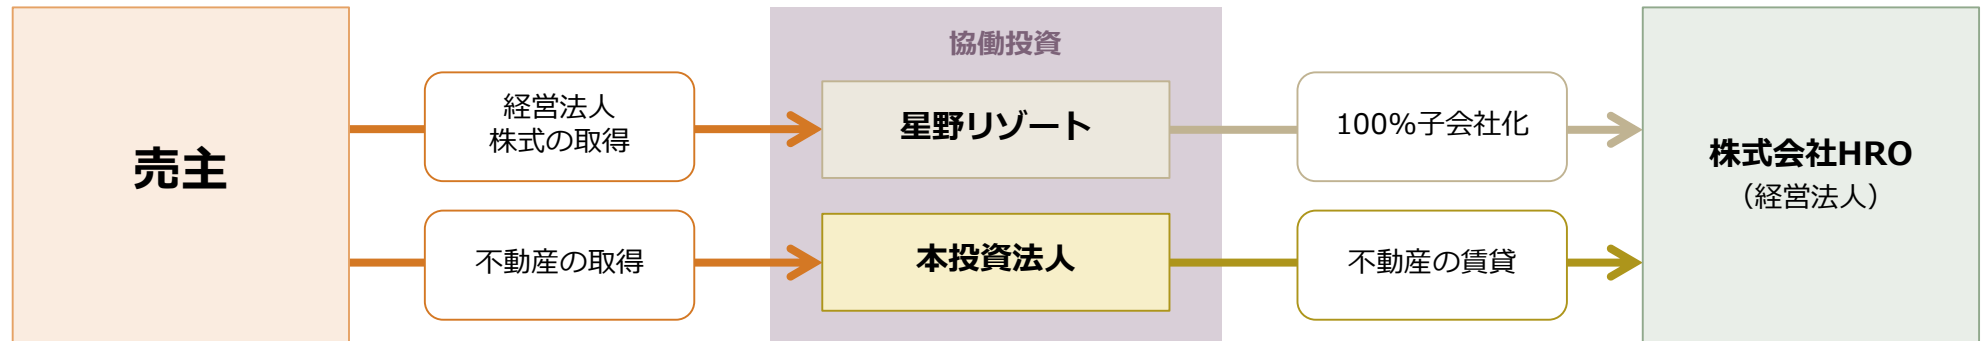 売主
経営法人
株式の取得
不動産の取得
協働投資
星野リゾート
本投資法人
100%子会社化
不動産の賃貸
株式会社HRO
（経営法人）